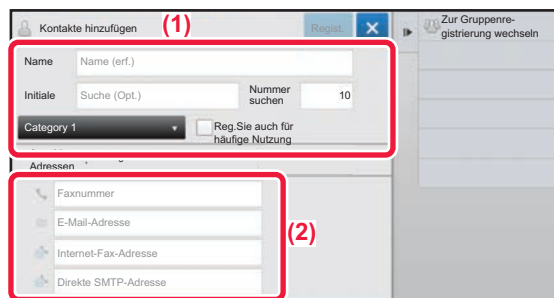 Kontakte hinzufügen
(1)
Regist.
Zur Gruppenre-
gistrierung wechseln
Name
Name (erf.)
Initiale
Suche (Opt.)
Nummer
suchen
10
Category 1
Reg.Sie auch für
häufige Nutzung
Adressen
Faxnummer
E-Mail-Adresse
(2)
Internet-Fax-Adresse
Direkte SMTP-Adresse